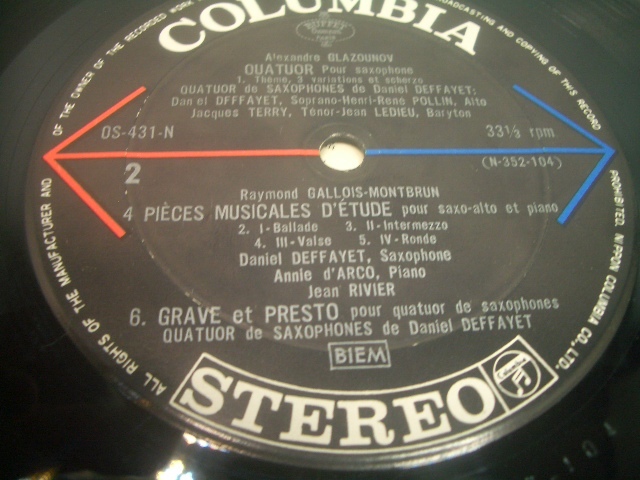 COLUMBIA
OF THE OWNER OF THE RECORDED WORK
BROADCASTING AND COPYING OF THIS RECORD
BUFFET
Alexandre GLAZOUNOV
QUATUOR Pour saxophone
1. Thème, 3 variations et scherzo
QUATUOR de SAXOPHONES de Daniel DEFFAYET:
Daniel DFFFAYET, Soprano-Henri-René POLLIN, Alto
Jacques TERRY, Ténor-Jean LEDIEU, Baryton
OS-431-N
33⅓ rpm
2
(N-352-104)
Raymond GALLOIS-MONTBRUN
4 PIÈCES MUSICALES D'ÉTUDE pour saxo-alto et piano
2. I-Ballade 3. II-Intermezzo
4. III-Valse 5. IV-Ronde
Daniel DEFFAYET, Saxophone
Annie d'ARCO, Piano
Jean RIVIER
6. GRAVE et PRESTO pour quatuor de saxophones
QUATUOR de SAXOPHONES de Daniel DEFFAYET
BIEM
ALL RIGHTS OF THE MANUFACTURER AND
PROHIBITED. NIPPON COLUMBIA CO., LTD.
STEREO